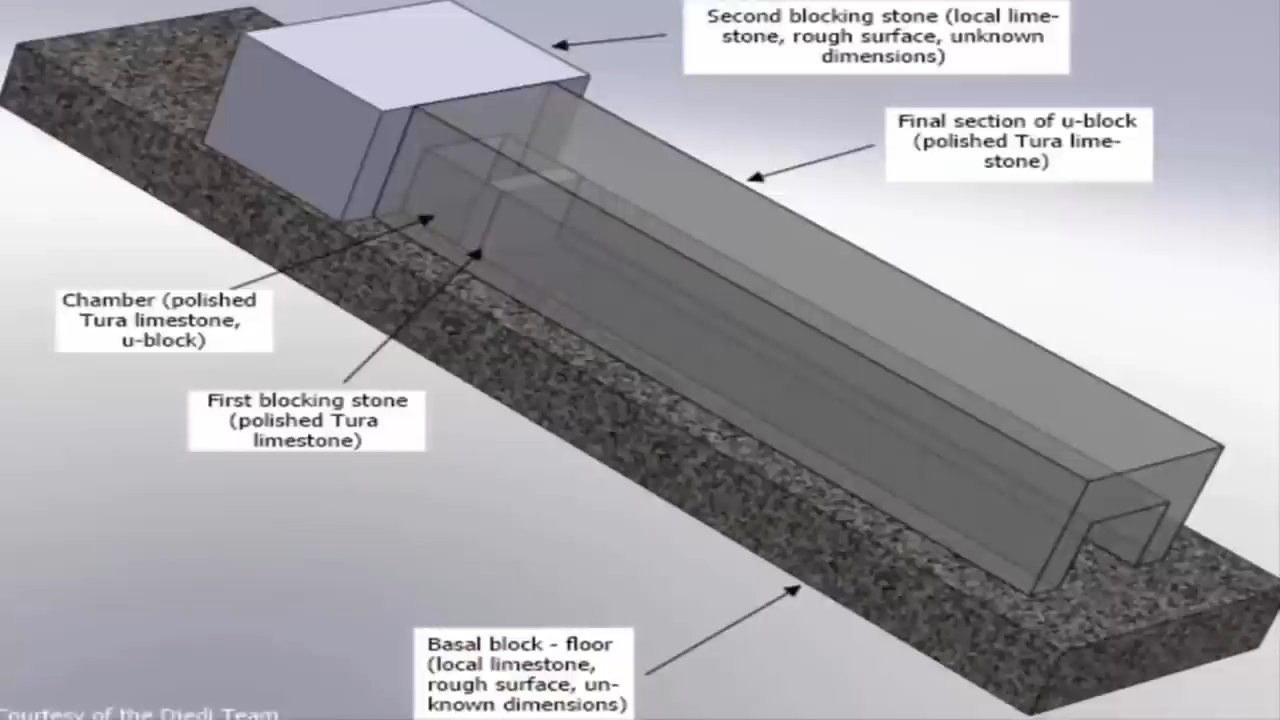 Second blocking stone (local lime-
stone, rough surface, unknown
dimensions)
Final section of u-block
(polished Tura lime-
stone)
Chamber (polished
Tura limestone,
u-block)
First blocking stone
(polished Tura
limestone)
Basal block - floor
(local limestone,
rough surface, un-
known dimensions)
Courtesy of the Djedi Team